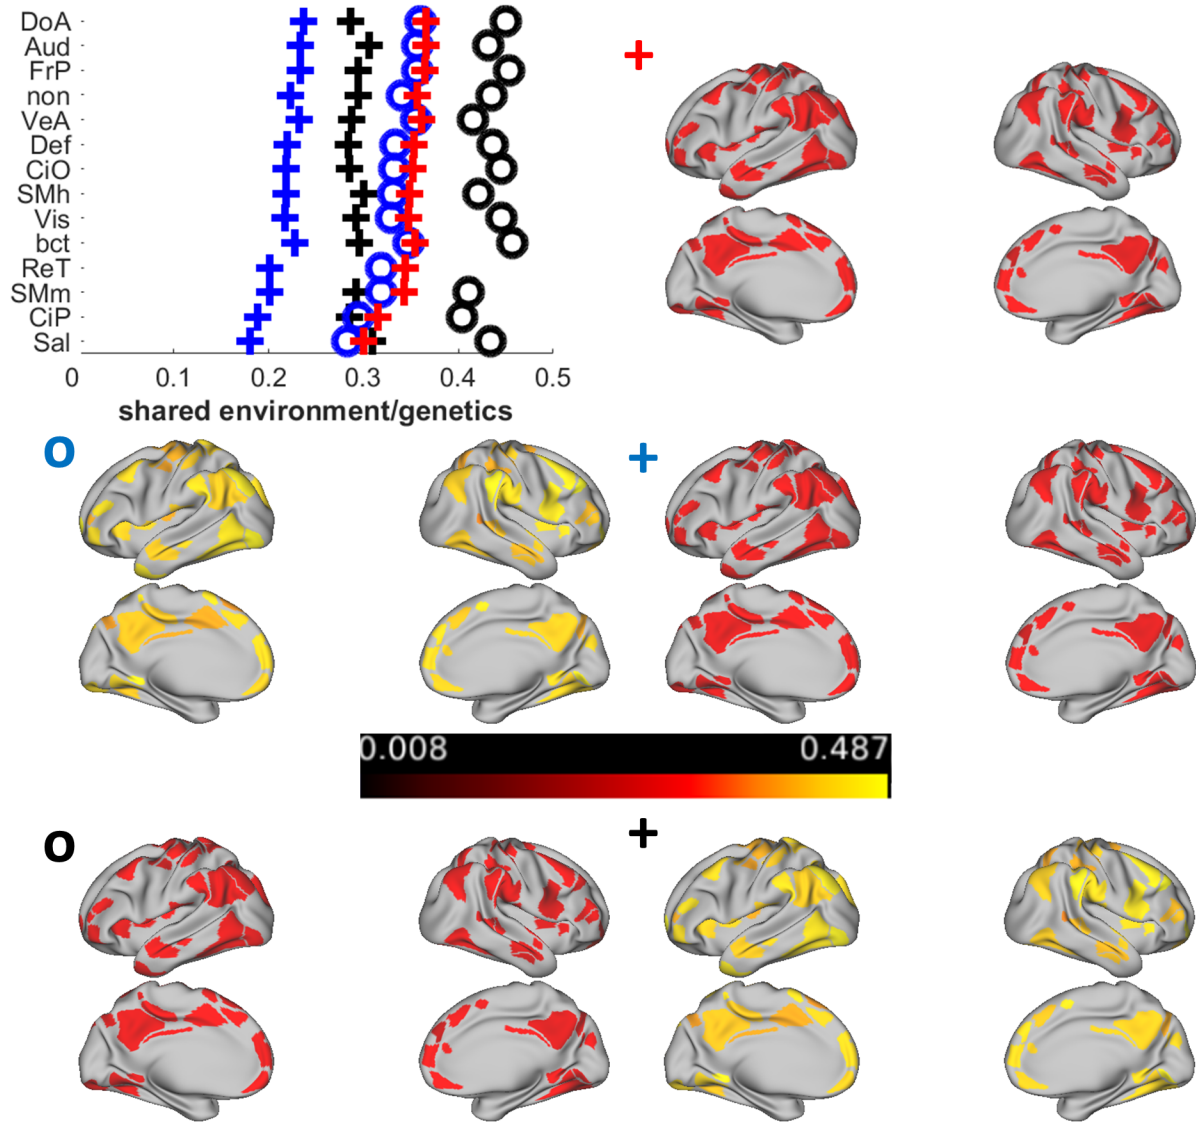 DoA
Aud
FrP
non
VeA
Def
CiO
SMh
Vis
bct
ReT
SMm
CiP
Sal
0 0.1 0.2 0.3 0.4 0.5
shared environment/genetics
+
O +
0.008 0.487
O +